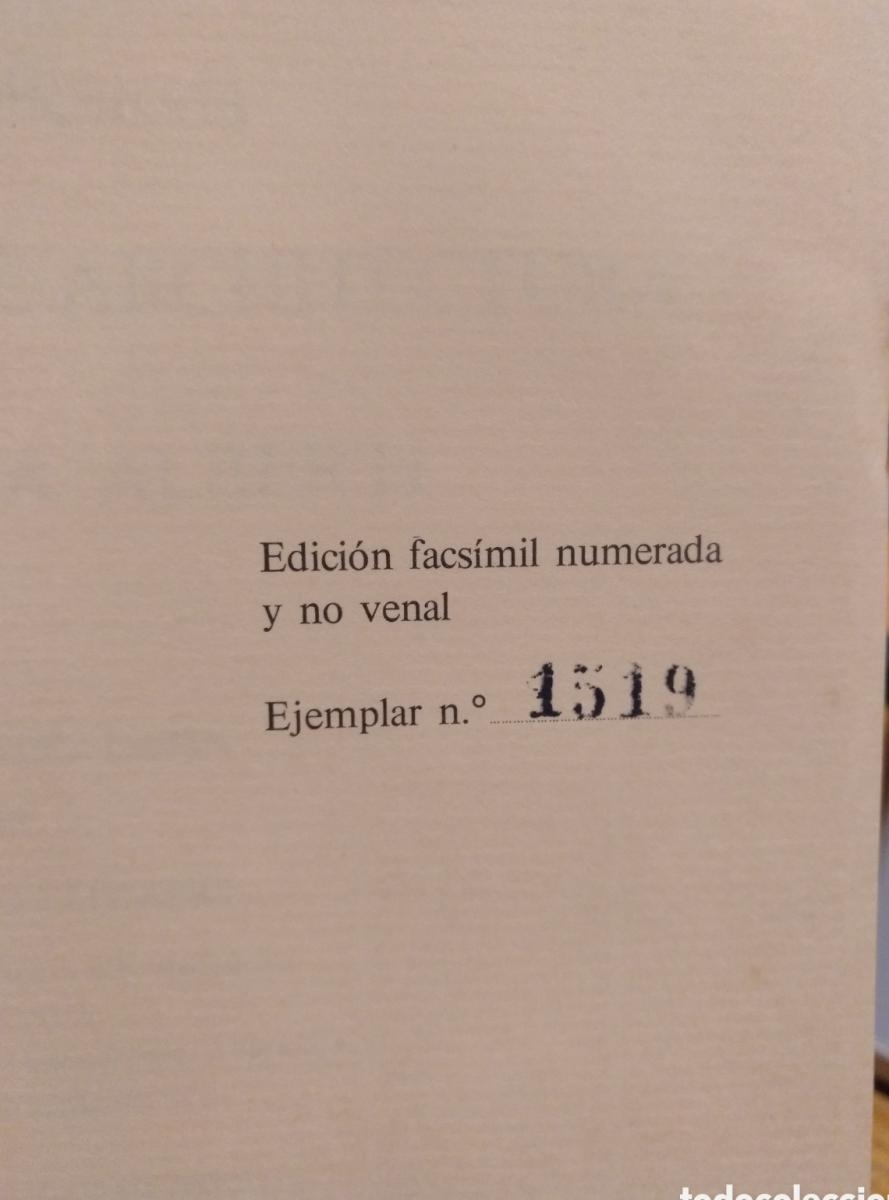 Edición facsímil numerada
y no venal
Ejemplar n.º 1519